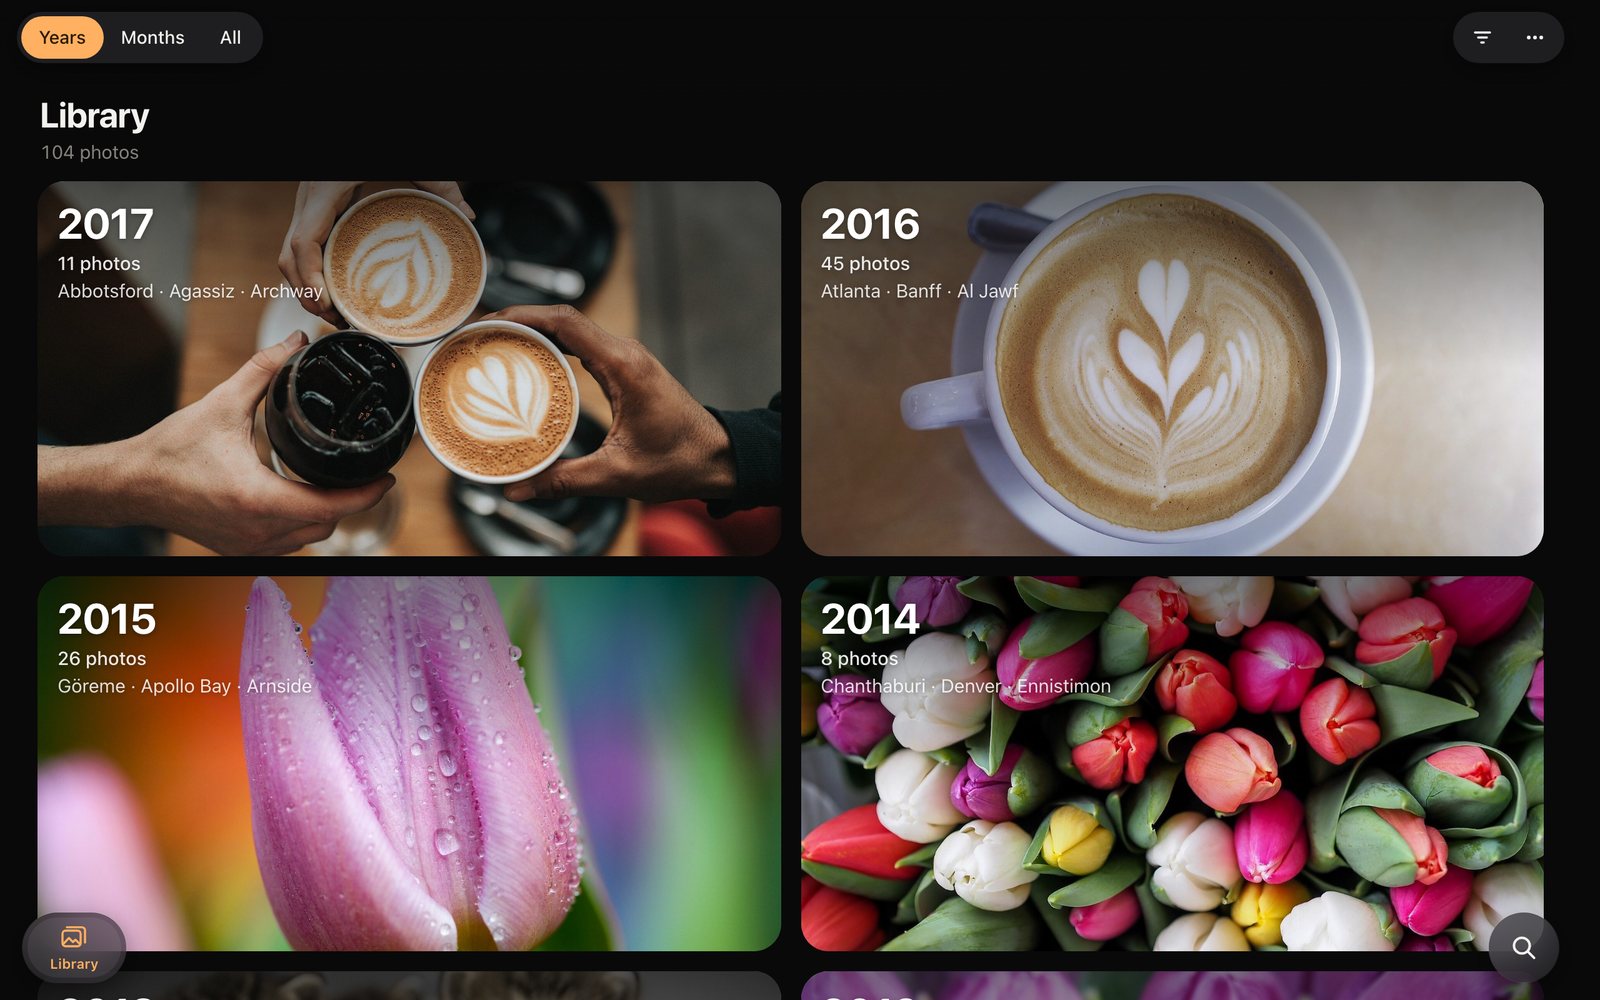 Years Months All
Library
104 photos
2017
11 photos
Abbotsford · Agassiz · Archway
2016
45 photos
Atlanta · Banff · Al Jawf
2015
26 photos
Göreme · Apollo Bay · Arnside
2014
8 photos
Chanthaburi · Denver · Ennistimon
Library